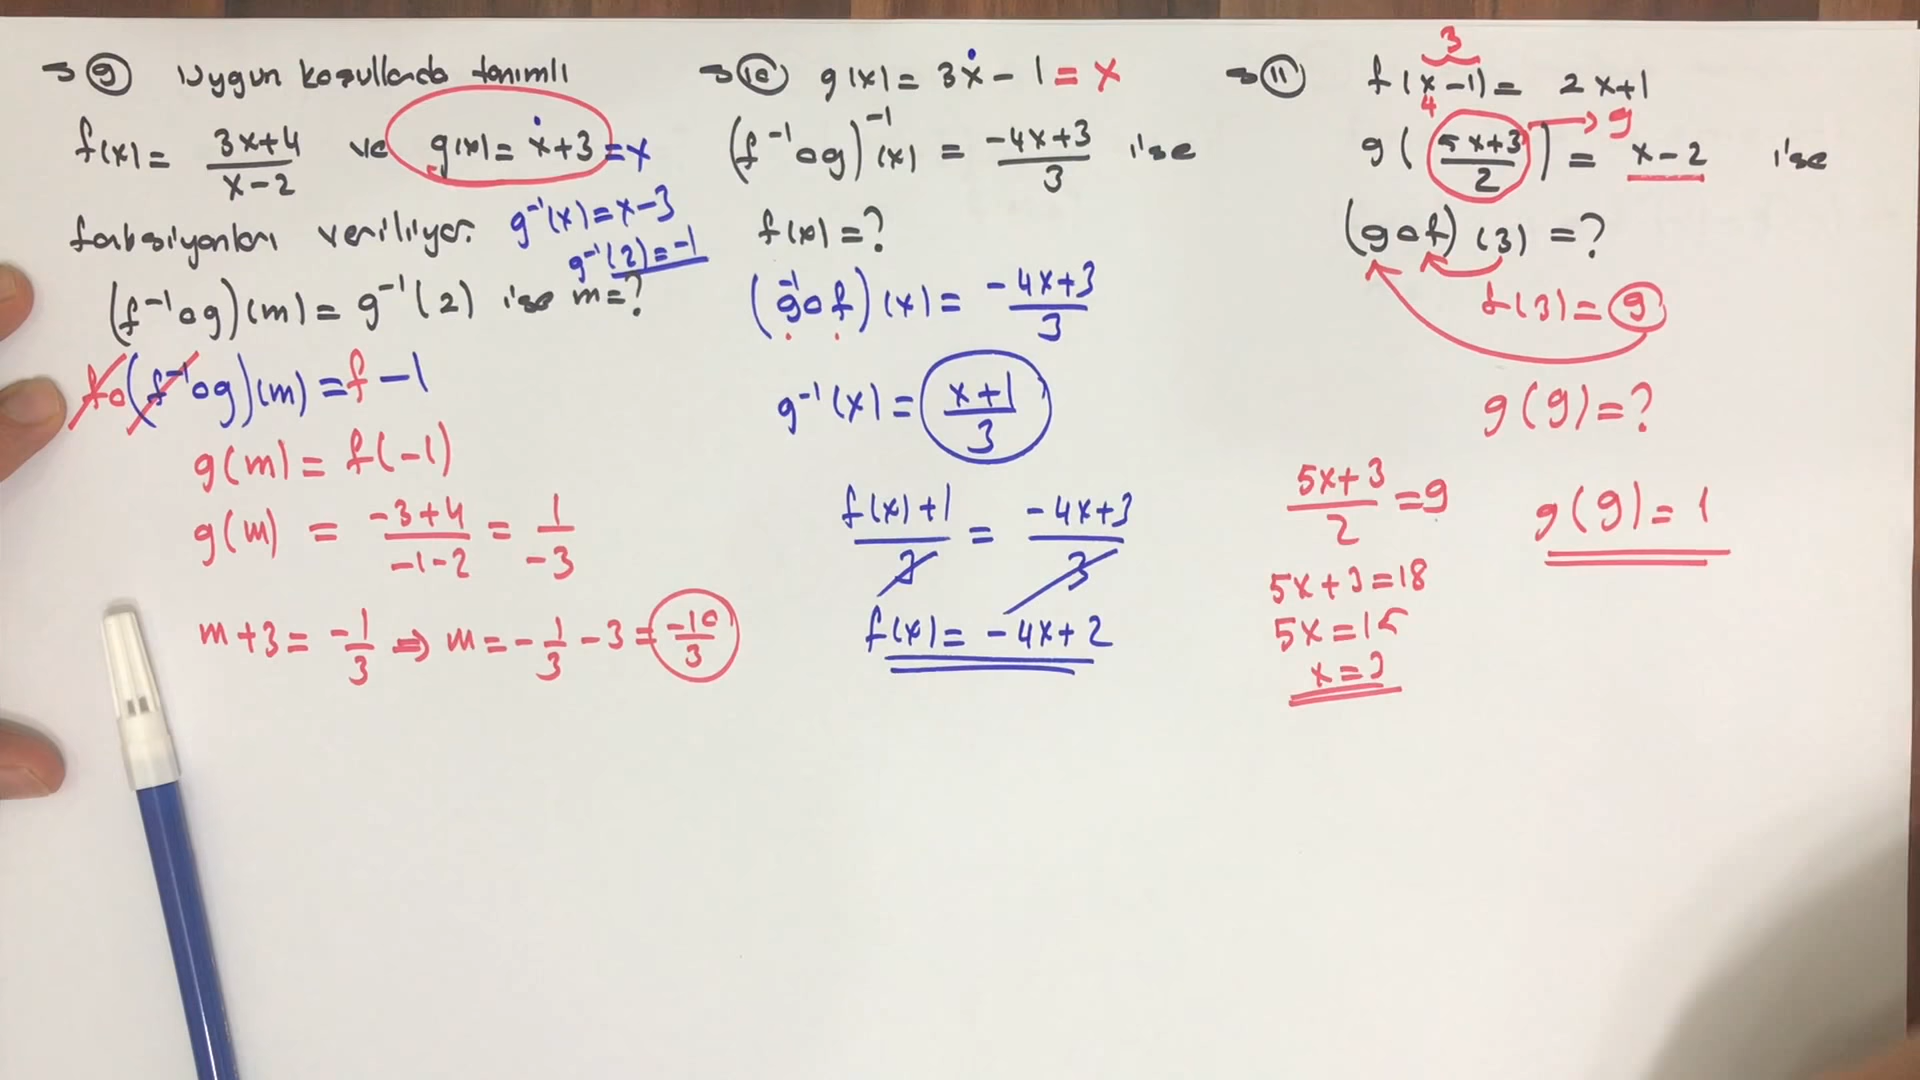 → 9 Uygun koşullarda tanımlı
f(x) = (3x+4)/(x-2) ve g(x) = x+3 = x
fonksiyonları veriliyor. g⁻¹(x) = x-3
g⁻¹(2) = -1
(f⁻¹og)(m) = g⁻¹(2) ise m=?
fo(f⁻¹og)(m) = f -1
g(m) = f(-1)
g(m) = (-3+4)/(-1-2) = 1/-3
m+3 = -1/3 ⇒ m = -1/3 - 3 = -10/3
→ 10 g(x) = 3x - 1 = x
(f⁻¹og)⁻¹(x) = (-4x+3)/3 ise
f(x) = ?
(g⁻¹of)(x) = (-4x+3)/3
g⁻¹(x) = (x+1)/3
(f(x)+1)/3 = (-4x+3)/3
f(x) = -4x+2
→ 11 3
f(x-1) = 2x+1
4
g((5x+3)/2) = x-2 ise
→ 9
(gof)(3) = ?
f(3) = 9
g(9) = ?
(5x+3)/2 = 9
g(9) = 1
5x+3=18
5x=15
x=3